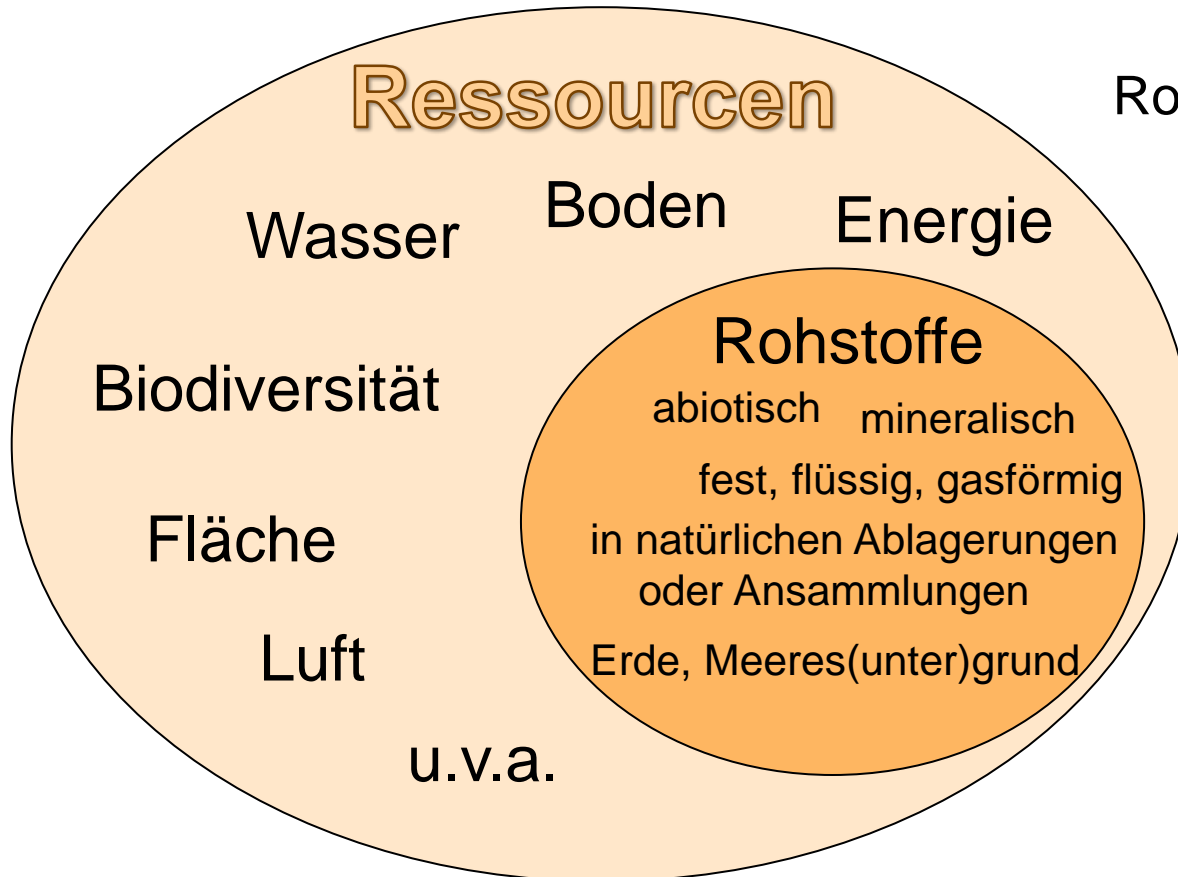 Ressourcen
Ro
Wasser
Boden
Energie
Biodiversität
Fläche
Luft
u.v.a.
Rohstoffe
abiotisch
mineralisch
fest, flüssig, gasförmig
in natürlichen Ablagerungen
oder Ansammlungen
Erde, Meeres(unter)grund